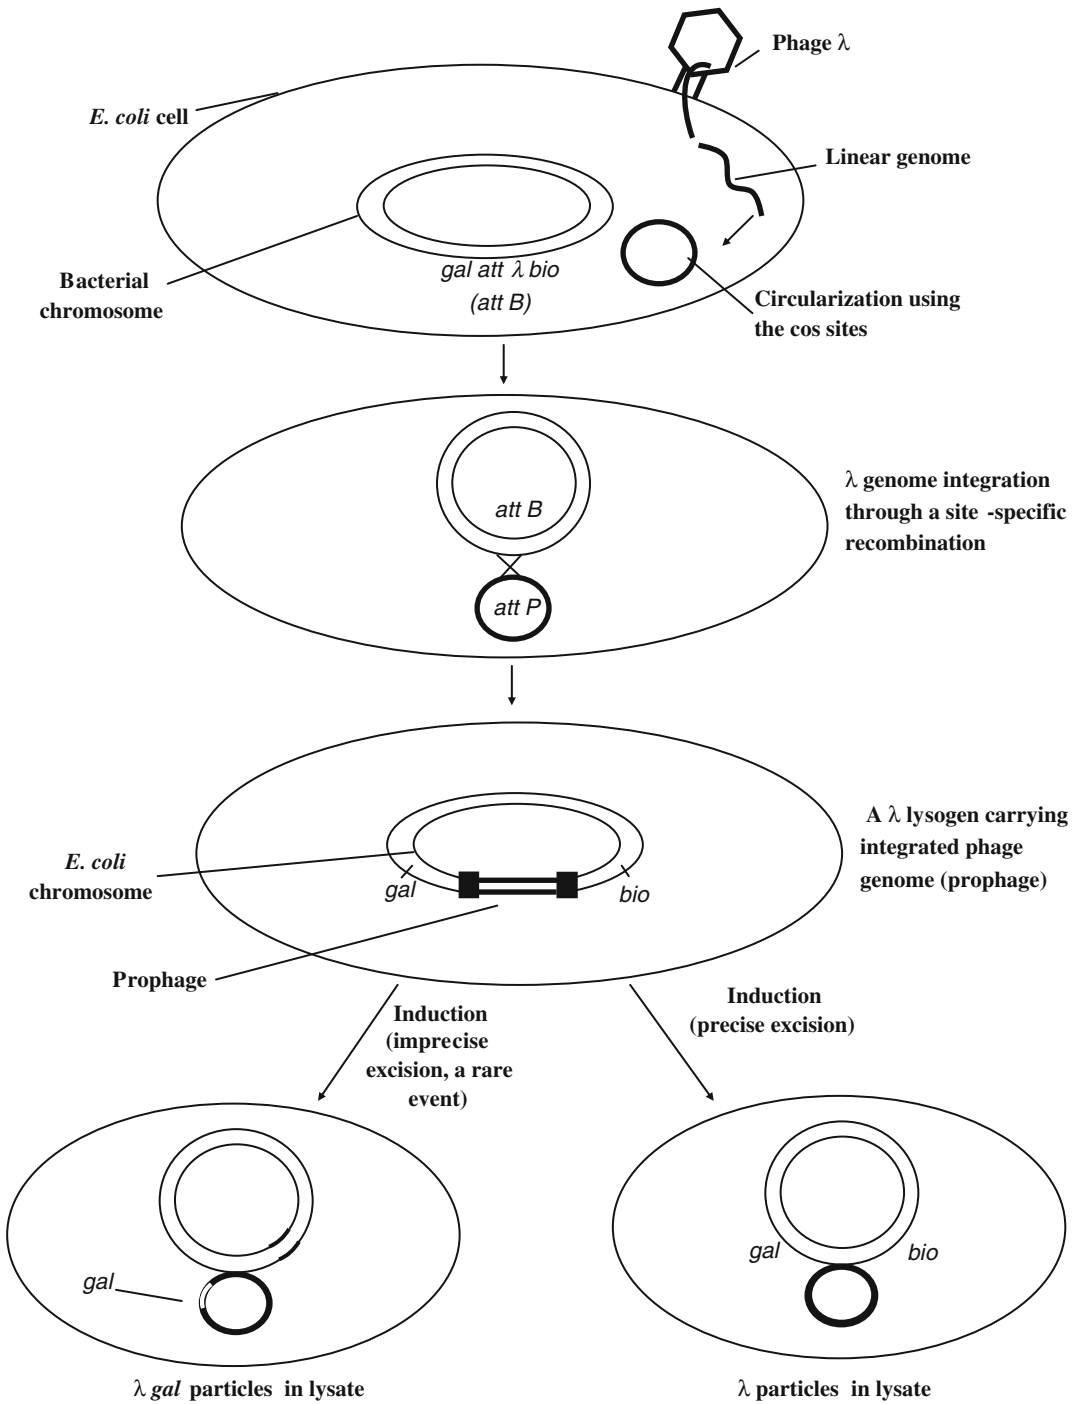 Phage λ
E. coli cell
Linear genome
Bacterial
chromosome
gal att λ bio
(att B)
Circularization using
the cos sites
att B
att P
λ genome integration
through a site -specific
recombination
A λ lysogen carrying
integrated phage
genome (prophage)
E. coli
chromosome
gal
bio
Prophage
Induction
(imprecise
excision, a rare
event)
Induction
(precise excision)
gal
gal
bio
λ gal particles in lysate
λ particles in lysate